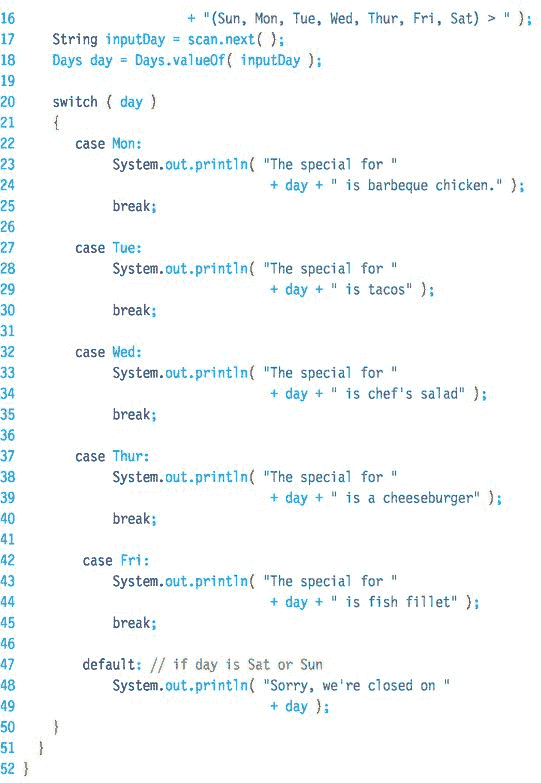 16 + "(Sun, Mon, Tue, Wed, Thur, Fri, Sat) > " );
17 String inputDay = scan.next( );
18 Days day = Days.valueOf( inputDay );
19
20 switch ( day )
21 {
22 case Mon:
23 System.out.println( "The special for "
24 + day + " is barbeque chicken." );
25 break;
26
27 case Tue:
28 System.out.println( "The special for "
29 + day + " is tacos" );
30 break;
31
32 case Wed:
33 System.out.println( "The special for "
34 + day + " is chef's salad" );
35 break;
36
37 case Thur:
38 System.out.println( "The special for "
39 + day + " is a cheeseburger" );
40 break;
41
42 case Fri:
43 System.out.println( "The special for "
44 + day + " is fish fillet" );
45 break;
46
47 default: // if day is Sat or Sun
48 System.out.println( "Sorry, we're closed on "
49 + day );
50 }
51 }
52 }